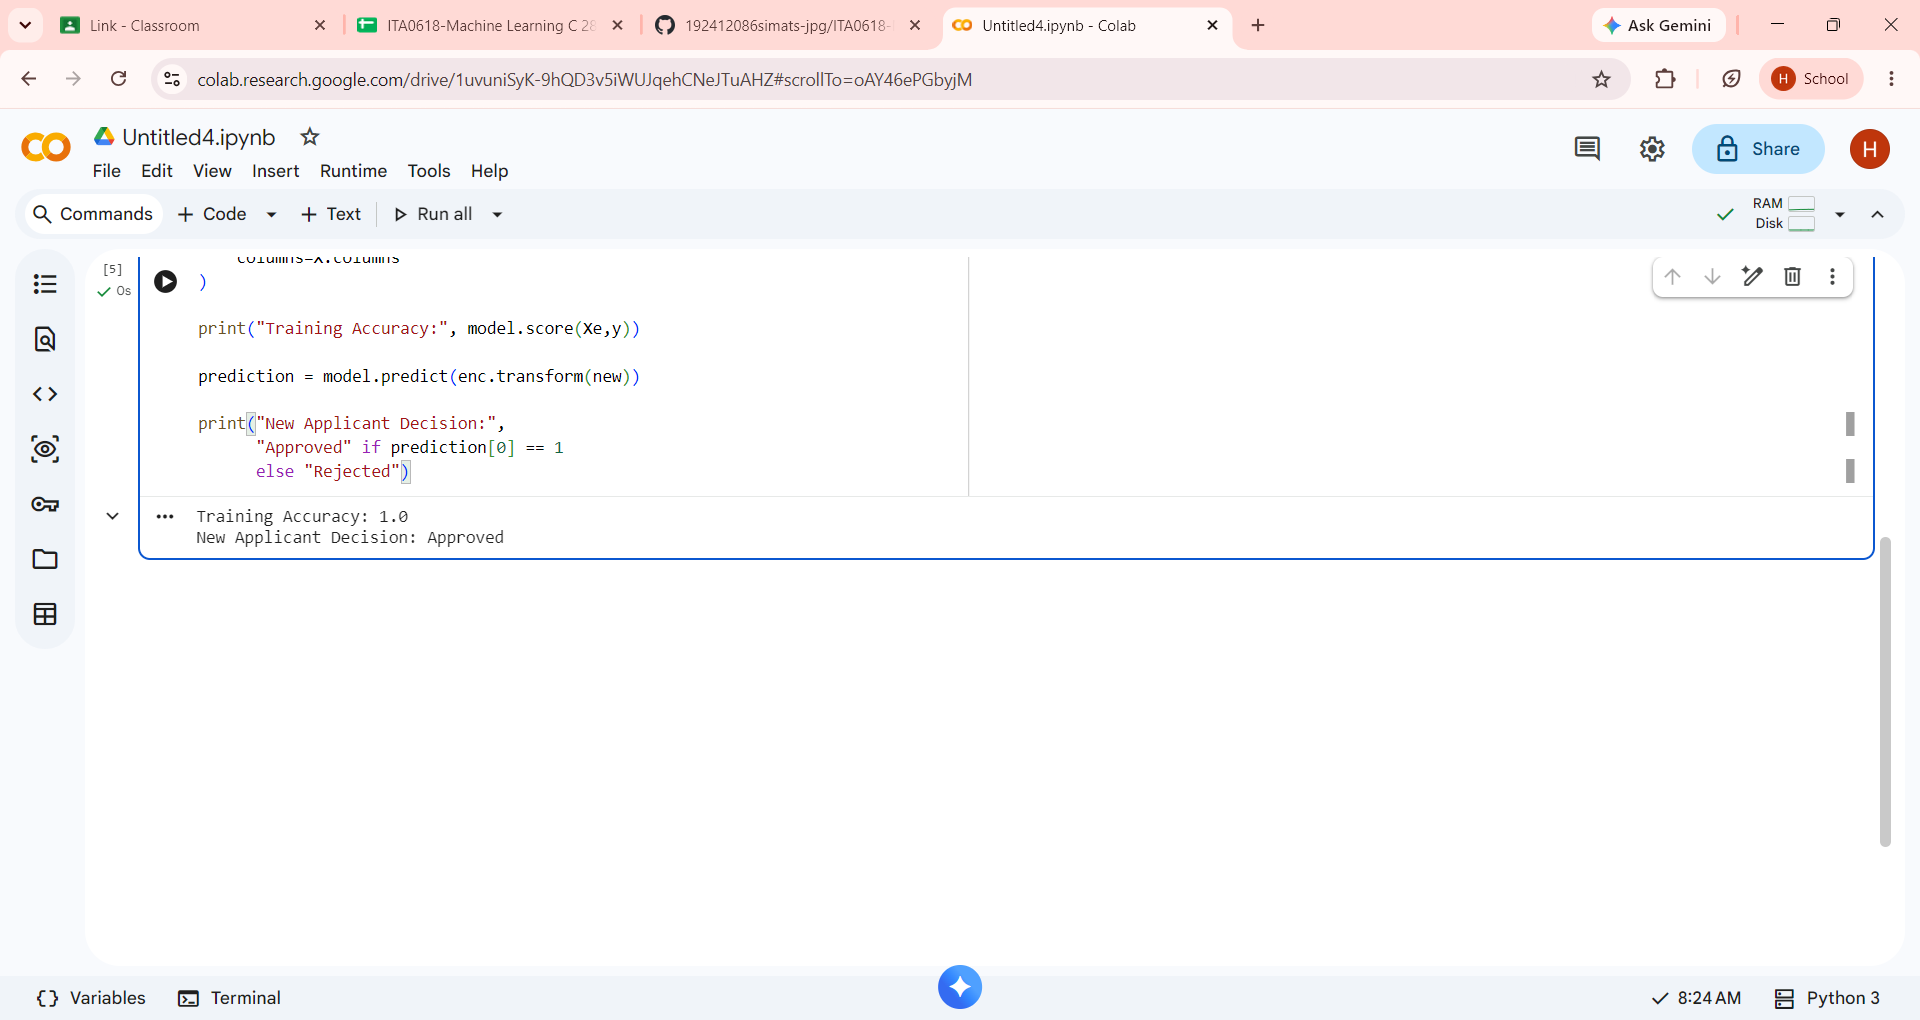 Link - Classroom
ITA0618-Machine Learning C 28
192412086simats-jpg/ITA0618-
Untitled4.ipynb - Colab
Ask Gemini
colab.research.google.com/drive/1uvuniSyK-9hQD3v5iWUJqehCNeJTuAHZ#scrollTo=oAY46ePGbyjM
H School
Untitled4.ipynb
File Edit View Insert Runtime Tools Help
Share
H
Commands + Code + Text Run all
RAM
Disk
columns=X.columns
[5]
0s
)
print("Training Accuracy:", model.score(Xe,y))
prediction = model.predict(enc.transform(new))
print("New Applicant Decision:",
"Approved" if prediction[0] == 1
else "Rejected")
Training Accuracy: 1.0
New Applicant Decision: Approved
Variables Terminal
8:24 AM Python 3